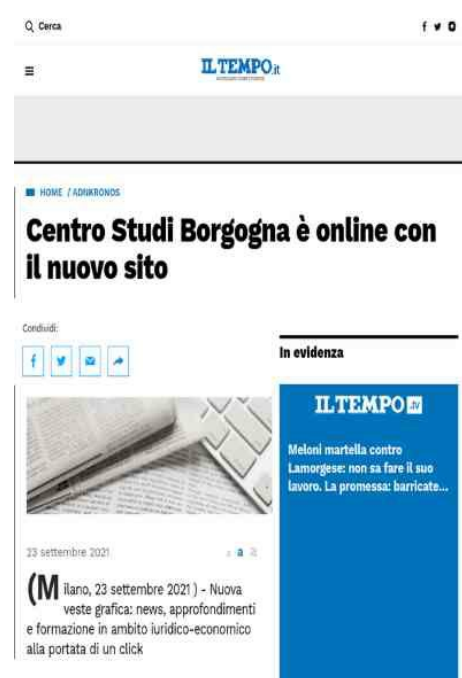 Cerca
IL TEMPO.it
HOME / ADNKRONOS
Centro Studi Borgogna è online con
il nuovo sito
Condividi:
In evidenza
IL TEMPO TV
Meloni martella contro
Lamorgese: non sa fare il suo
lavoro. La promessa: barricate...
23 settembre 2021
a a a
(Milano, 23 settembre 2021 ) - Nuova
veste grafica: news, approfondimenti
e formazione in ambito iuridico-economico
alla portata di un click